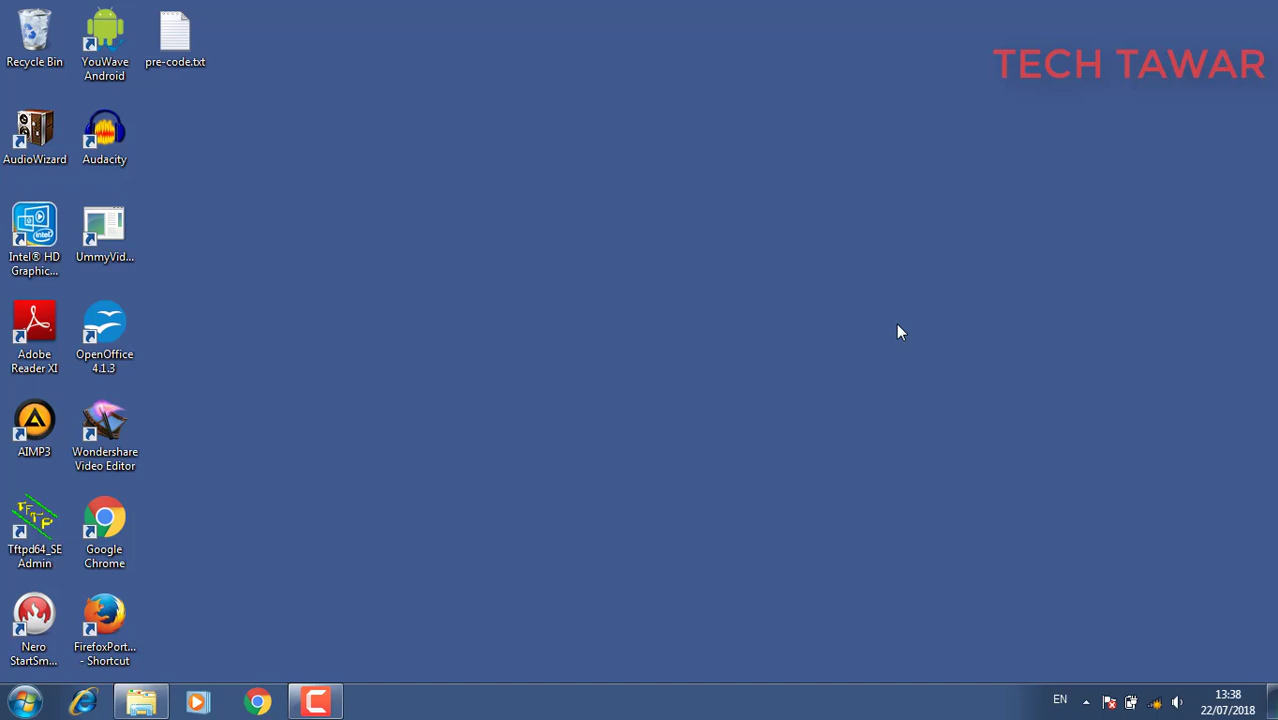 Recycle Bin
YouWave
Android
pre-code.txt
TECH TAWAR
AudioWizard
Audacity
Intel® HD
Graphic...
intel
UmmyVid...
Adobe
Reader XI
OpenOffice
4.1.3
AIMP3
Wondershare
Video Editor
TFTP
Tftpd64_SE
Admin
Google
Chrome
Nero
StartSm...
FirefoxPort...
- Shortcut
EN
13:38
22/07/2018